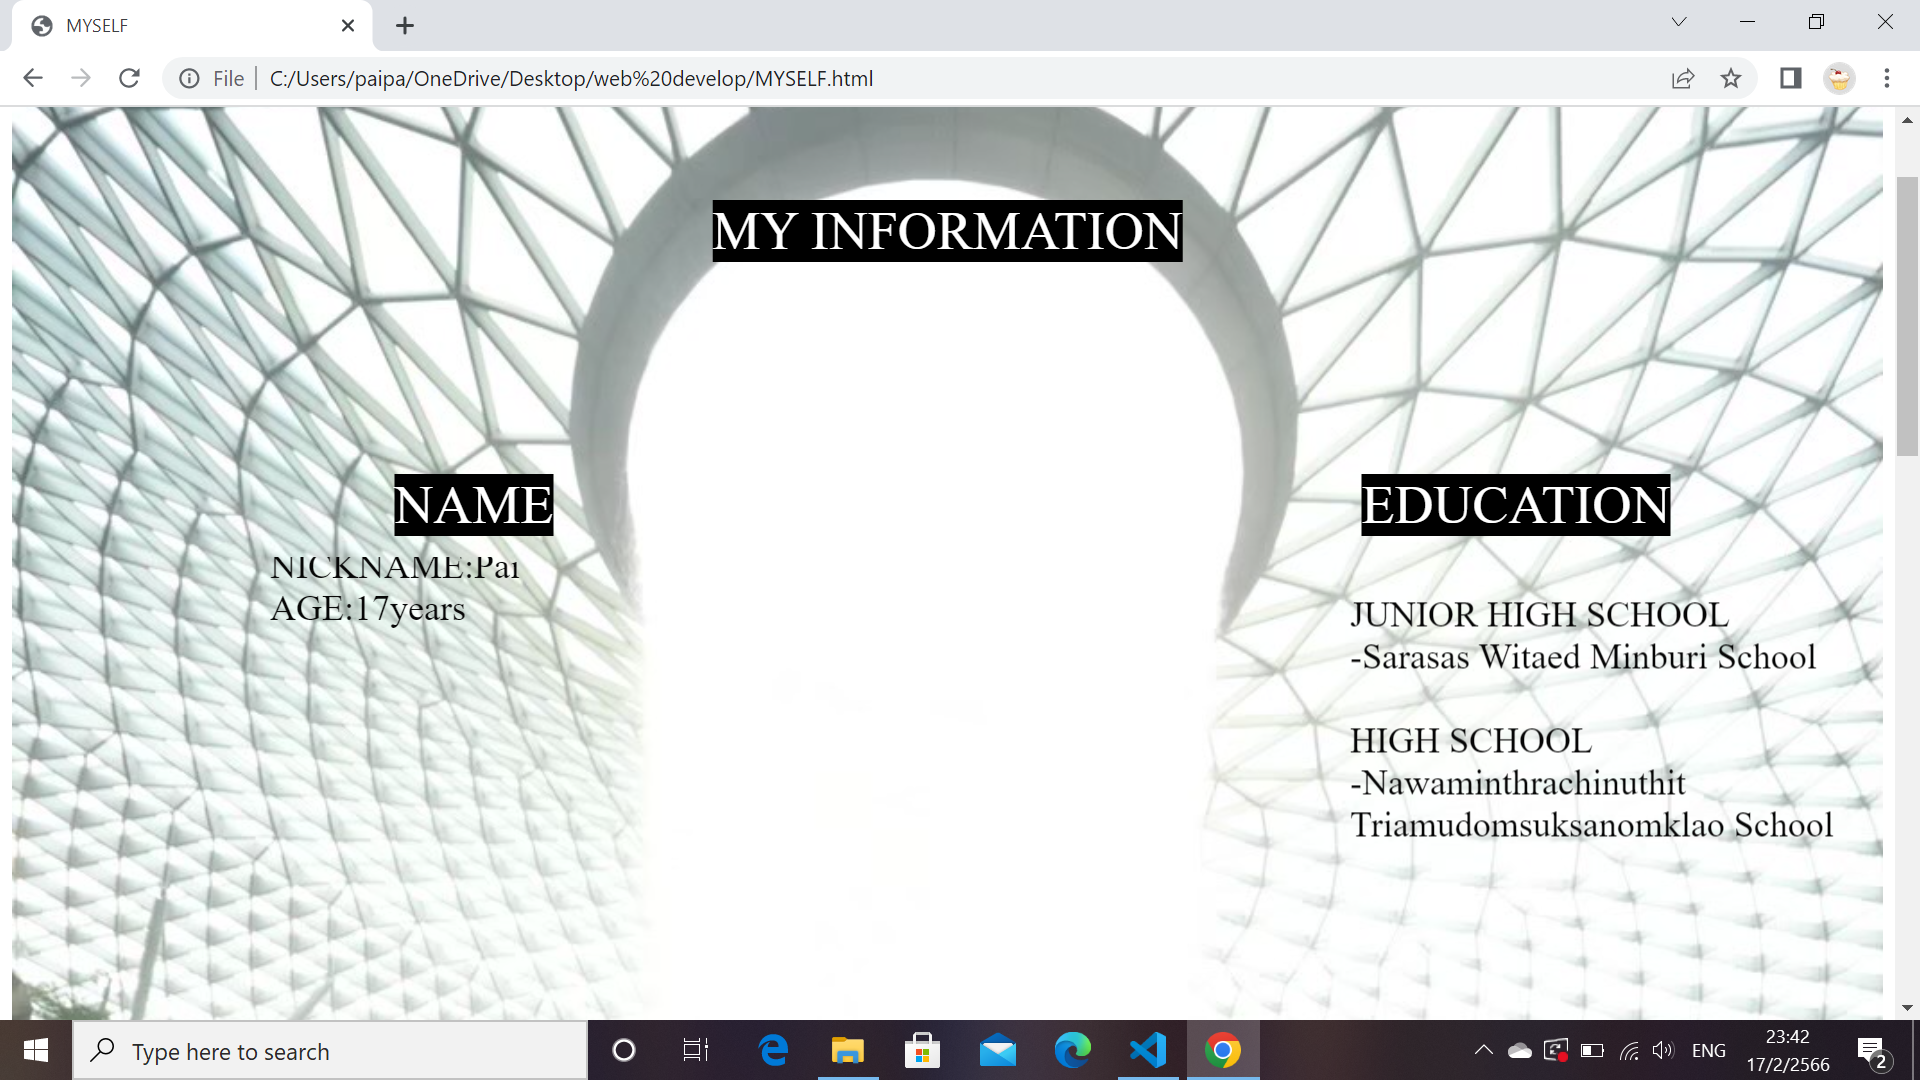 MYSELF
File
C:/Users/paipa/OneDrive/Desktop/web%20develop/MYSELF.html
MY INFORMATION
NAME
NICKNAME:Pai
AGE:17years
EDUCATION
JUNIOR HIGH SCHOOL
-Sarasas Witaed Minburi School
HIGH SCHOOL
-Nawaminthrachinuthit
Triamudomsuksanomklao School
Type here to search
ENG
23:42
17/2/2566
2